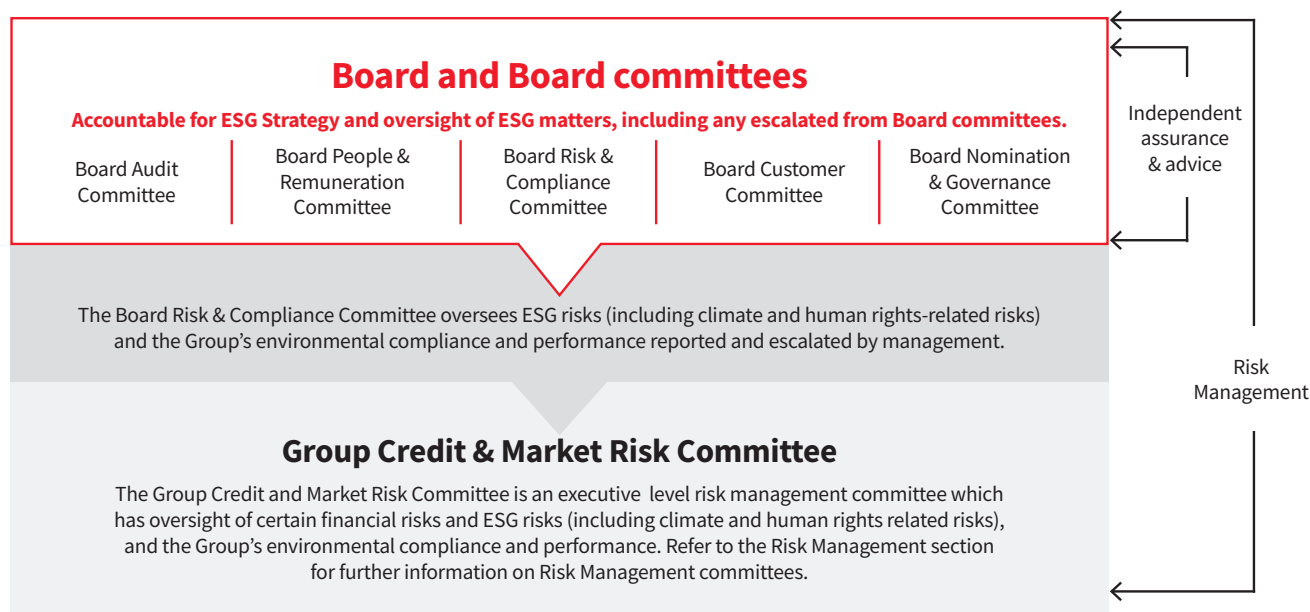 Board and Board committees
Accountable for ESG Strategy and oversight of ESG matters, including any escalated from Board committees.
Board Audit
Committee
Board People &
Remuneration
Committee
Board Risk &
Compliance
Committee
Board Customer
Committee
Board Nomination
& Governance
Committee
Independent
assurance
& advice
The Board Risk & Compliance Committee oversees ESG risks (including climate and human rights-related risks)
and the Group’s environmental compliance and performance reported and escalated by management.
Risk
Management
Group Credit & Market Risk Committee
The Group Credit and Market Risk Committee is an executive level risk management committee which
has oversight of certain financial risks and ESG risks (including climate and human rights related risks),
and the Group’s environmental compliance and performance. Refer to the Risk Management section
for further information on Risk Management committees.